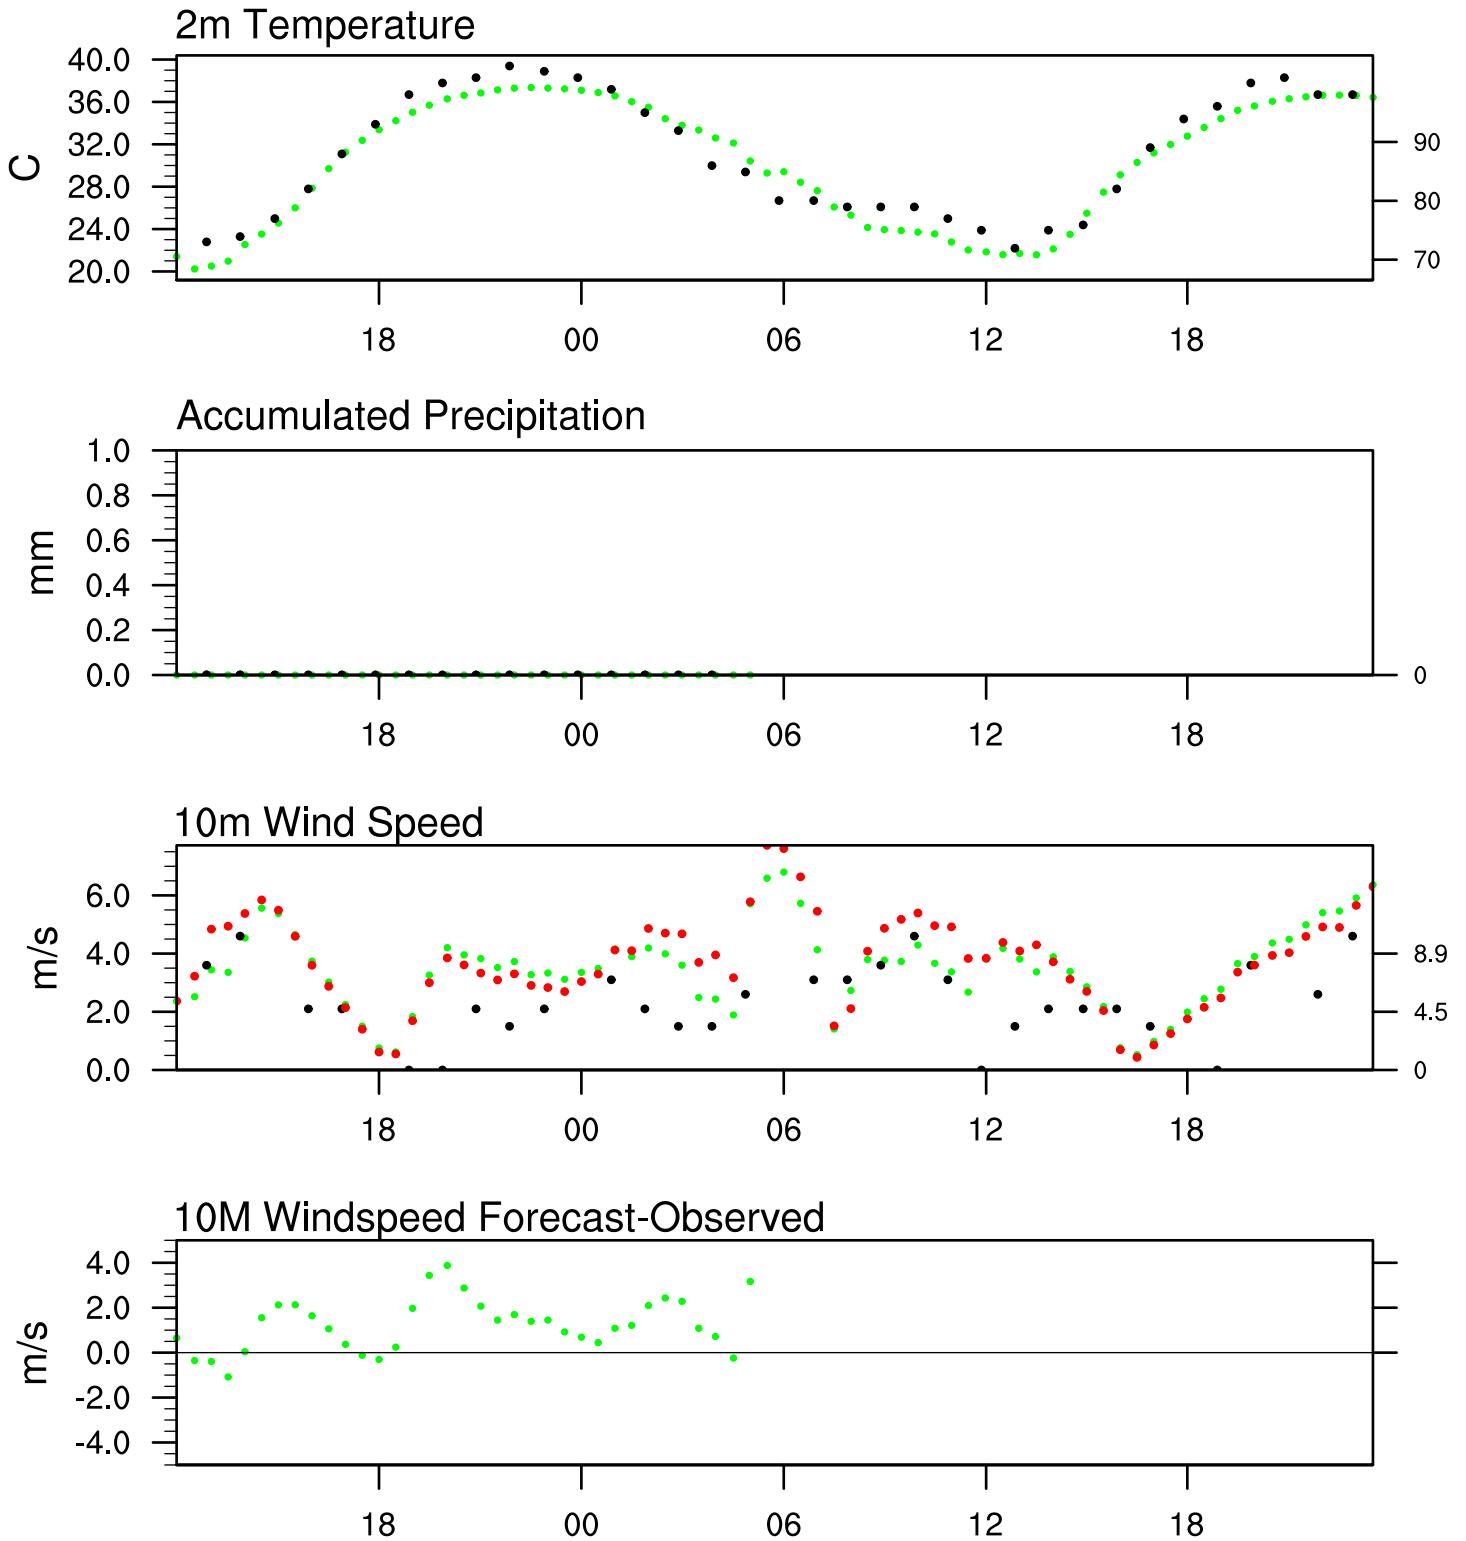 2m Temperature
40.0
36.0
32.0
28.0
24.0
20.0
C
90
80
70
18 00 06 12 18
Accumulated Precipitation
1.0
0.8
0.6
0.4
0.2
0.0
mm
0
18 00 06 12 18
10m Wind Speed
6.0
4.0
2.0
0.0
m/s
8.9
4.5
0
18 00 06 12 18
10M Windspeed Forecast-Observed
4.0
2.0
0.0
-2.0
-4.0
m/s
18 00 06 12 18